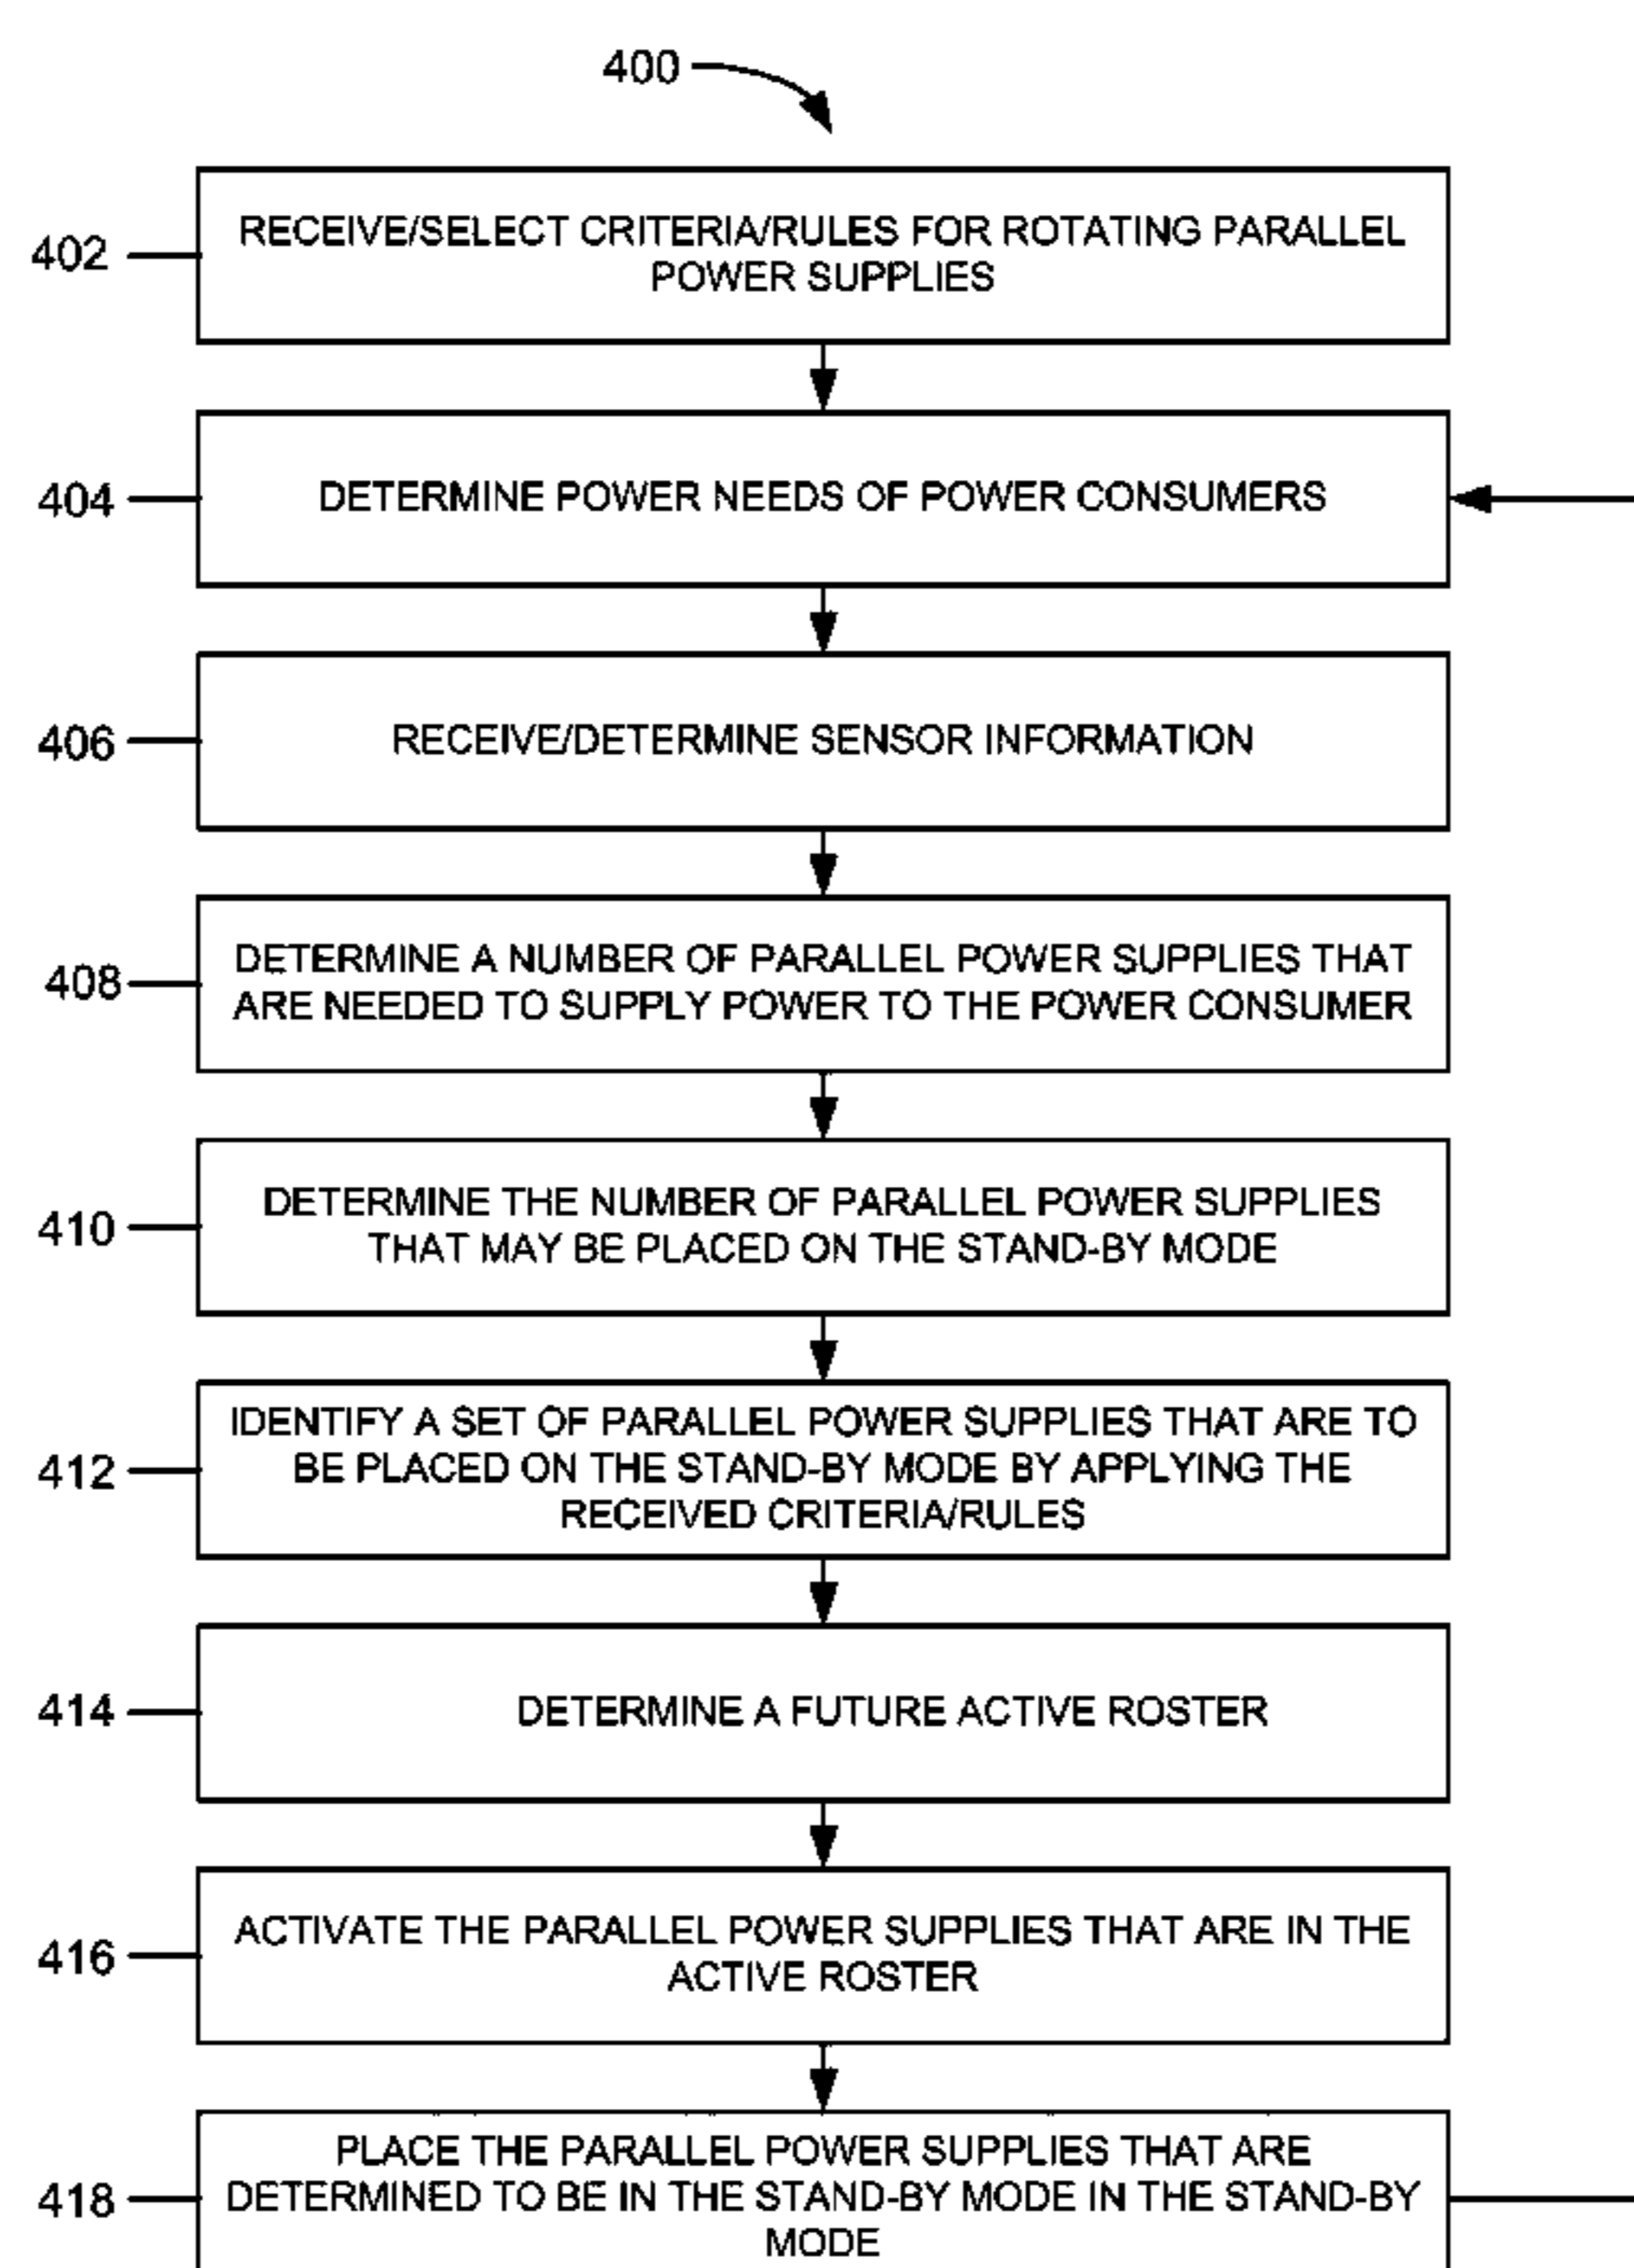 400
402
RECEIVE/SELECT CRITERIA/RULES FOR ROTATING PARALLEL
POWER SUPPLIES
404
DETERMINE POWER NEEDS OF POWER CONSUMERS
406
RECEIVE/DETERMINE SENSOR INFORMATION
408
DETERMINE A NUMBER OF PARALLEL POWER SUPPLIES THAT
ARE NEEDED TO SUPPLY POWER TO THE POWER CONSUMER
410
DETERMINE THE NUMBER OF PARALLEL POWER SUPPLIES
THAT MAY BE PLACED ON THE STAND-BY MODE
412
IDENTIFY A SET OF PARALLEL POWER SUPPLIES THAT ARE TO
BE PLACED ON THE STAND-BY MODE BY APPLYING THE
RECEIVED CRITERIA/RULES
414
DETERMINE A FUTURE ACTIVE ROSTER
416
ACTIVATE THE PARALLEL POWER SUPPLIES THAT ARE IN THE
ACTIVE ROSTER
418
PLACE THE PARALLEL POWER SUPPLIES THAT ARE
DETERMINED TO BE IN THE STAND-BY MODE IN THE STAND-BY
MODE